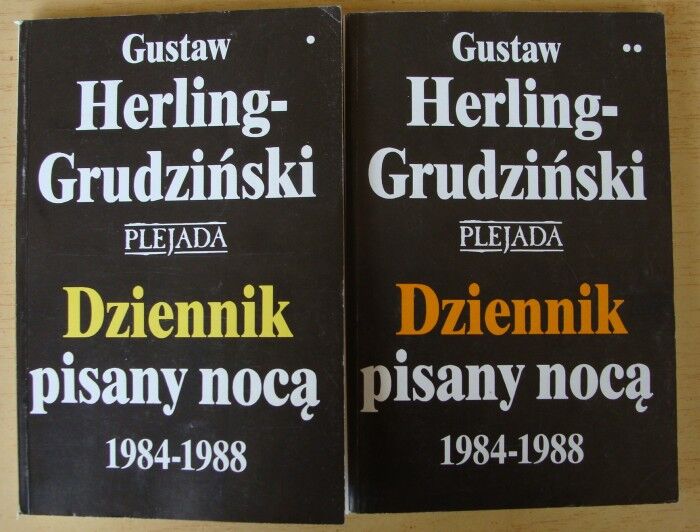 Gustaw
Herling-
Grudziński
PLEJADA
Dziennik
pisany nocą
1984-1988
Gustaw
Herling-
Grudziński
PLEJADA
Dziennik
pisany nocą
1984-1988